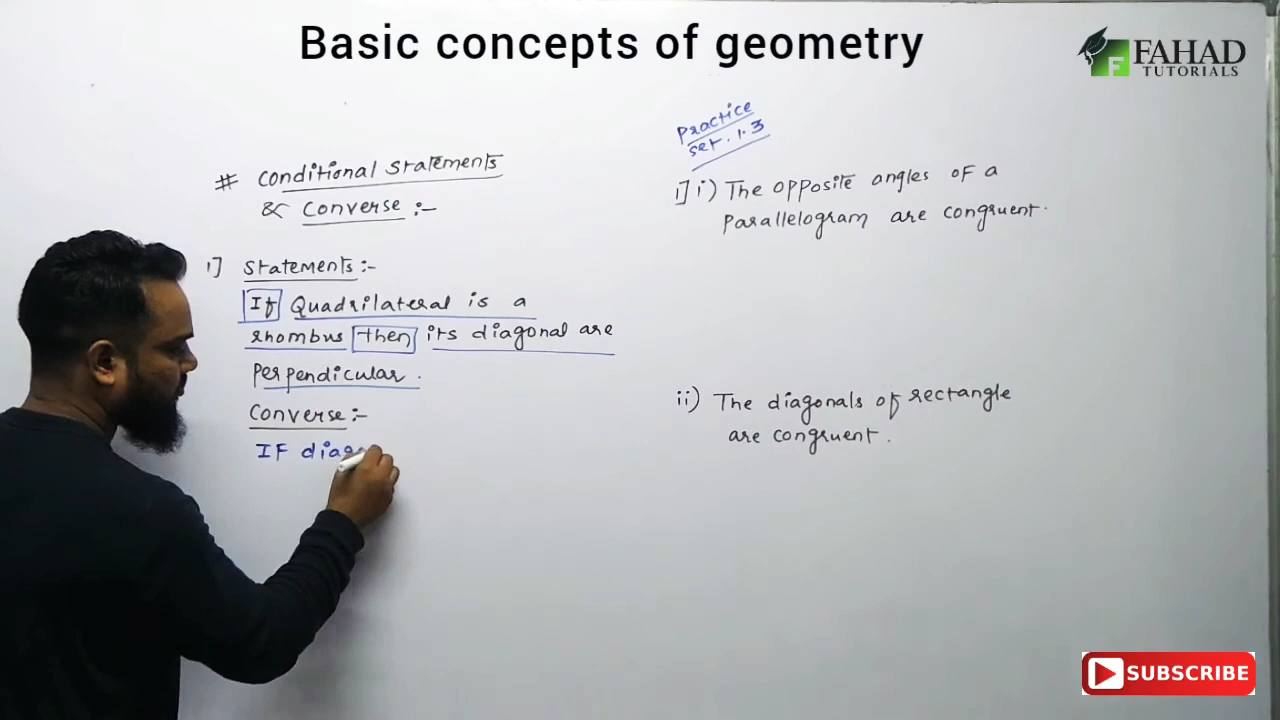 Basic concepts of geometry
FAHAD
TUTORIALS
# Conditional Statements
& Converse :-
1] Statements :-
If Quadrilateral is a
rhombus then its diagonal are
Perpendicular.
Converse :-
IF diag
Practice
set. 1.3
1] i) The opposite angles of a
parallelogram are congruent.
ii) The diagonals of rectangle
are congruent.
SUBSCRIBE